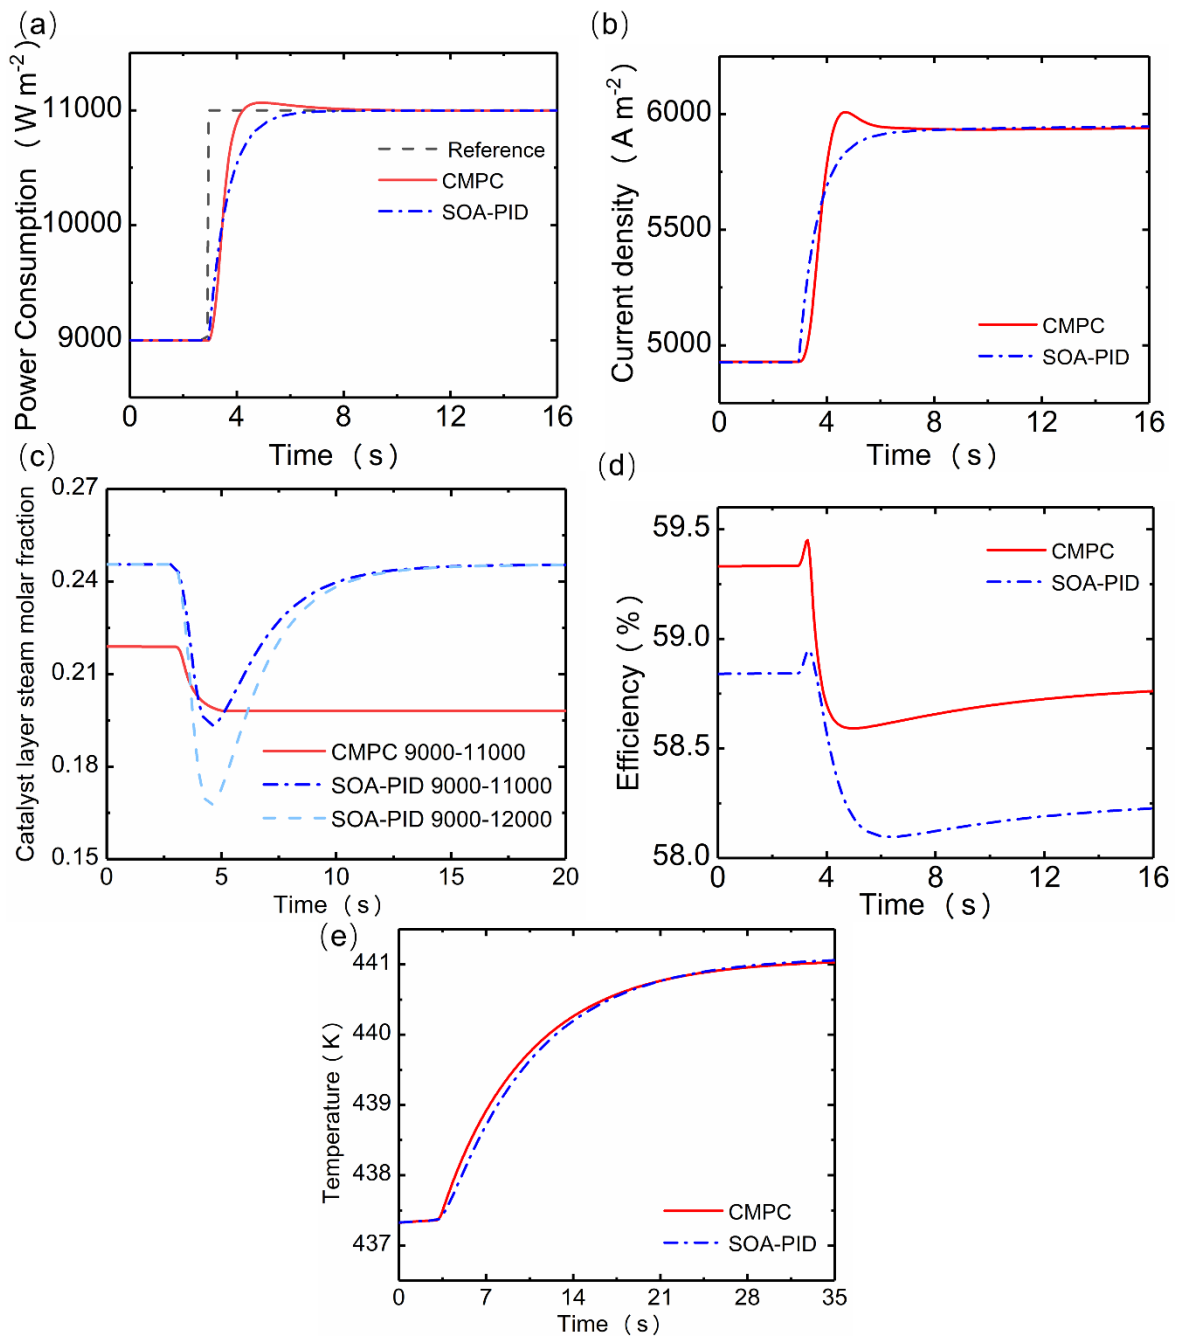 (a)
Power Consumption (W m-2)
11000
10000
9000
Reference
CMPC
SOA-PID
0
4
8
12
16
Time (s)
(b)
Current density (A m-2)
6000
5500
5000
CMPC
SOA-PID
0
4
8
12
16
Time (s)
(c)
Catalyst layer steam molar fraction
0.27
0.24
0.21
0.18
0.15
CMPC 9000-11000
SOA-PID 9000-11000
SOA-PID 9000-12000
0
5
10
15
20
Time (s)
(d)
Efficiency (%)
59.5
59.0
58.5
58.0
CMPC
SOA-PID
0
4
8
12
16
Time (s)
(e)
Temperature (K)
441
440
439
438
437
CMPC
SOA-PID
0
7
14
21
28
35
Time (s)